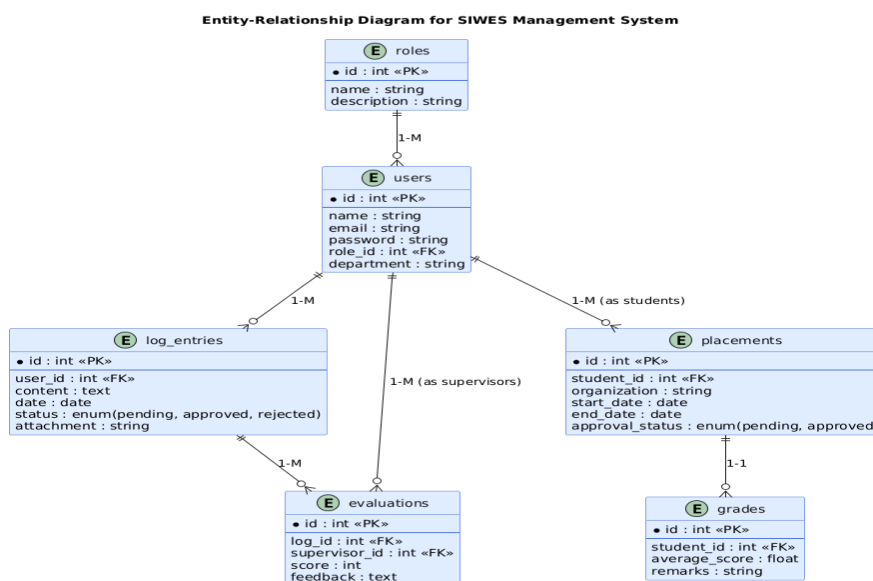 Entity-Relationship Diagram for SIWES Management System
E roles
id : int «PK»
name : string
description : string
1-M
E users
id : int «PK»
name : string
email : string
password : string
role_id : int «FK»
department : string
1-M
1-M (as students)
E log_entries
id : int «PK»
user_id : int «FK»
content : text
date : date
status : enum(pending, approved, rejected)
attachment : string
1-M (as supervisors)
E placements
id : int «PK»
student_id : int «FK»
organization : string
start_date : date
end_date : date
approval_status : enum(pending, approved
1-M
1-1
E evaluations
id : int «PK»
log_id : int «FK»
supervisor_id : int «FK»
score : int
feedback : text
E grades
id : int «PK»
student_id : int «FK»
average_score : float
remarks : string